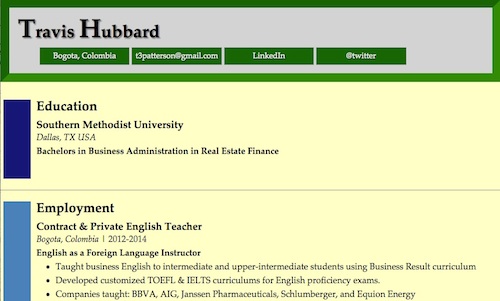 Travis Hubbard
Bogota, Colombia t3patterson@gmail.com LinkedIn @twitter
Education
Southern Methodist University
Dallas, TX USA
Bachelors in Business Administration in Real Estate Finance
Employment
Contract & Private English Teacher
Bogota, Colombia | 2012-2014
English as a Foreign Language Instructor
• Taught business English to intermediate and upper-intermediate students using Business Result curriculum
• Developed customized TOEFL & IELTS curriculums for English proficiency exams.
• Companies taught: BBVA, AIG, Janssen Pharmaceuticals, Schlumberger, and Equion Energy